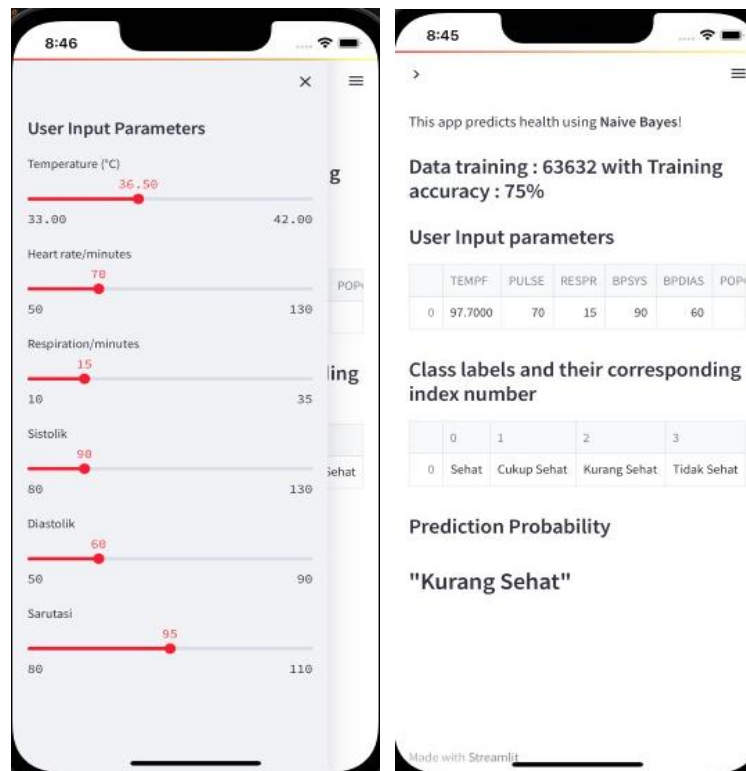 8:46
User Input Parameters
Temperature (°C)
36.50
33.00 42.00
Heart rate/minutes
70
50 130
Respiration/minutes
15
10 35
Sistolik
90
80 130
Diastolik
60
50 90
Sarutasi
95
80 110
g
POP
ling
Sehat
8:45
This app predicts health using Naive Bayes!
Data training : 63632 with Training
accuracy : 75%
User Input parameters
TEMPF PULSE RESPR BPSYS BPDIAS POP
0 97.7000 70 15 90 60
Class labels and their corresponding
index number
0 1 2 3
0 Sehat Cukup Sehat Kurang Sehat Tidak Sehat
Prediction Probability
"Kurang Sehat"
Made with Streamlit